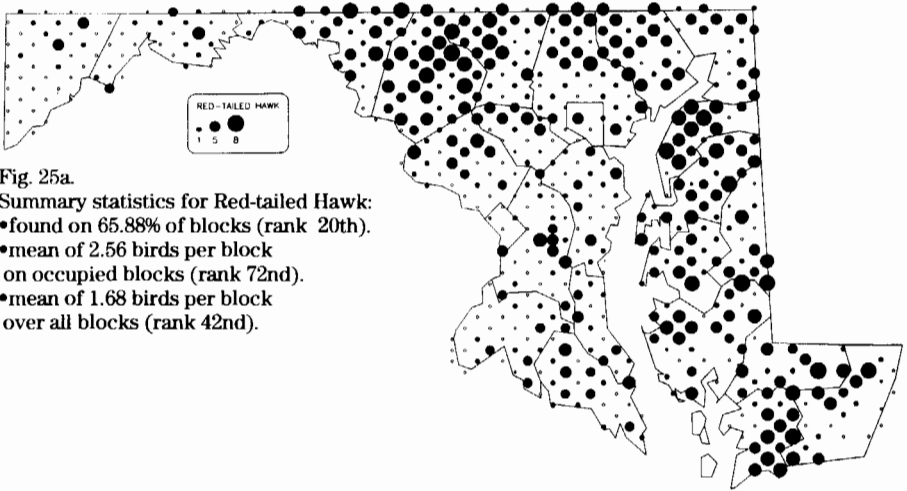 RED-TAILED HAWK
1 5 8
Fig. 25a.
Summary statistics for Red-tailed Hawk:
•found on 65.88% of blocks (rank 20th).
•mean of 2.56 birds per block
on occupied blocks (rank 72nd).
•mean of 1.68 birds per block
over all blocks (rank 42nd).